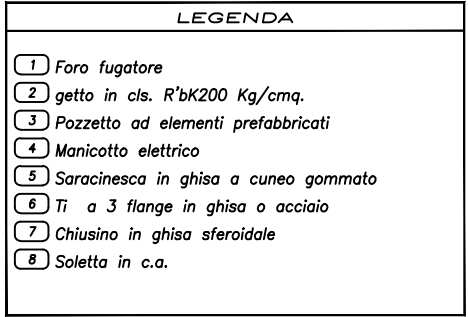 LEGENDA
1 Foro fugatore
2 getto in cls. R'bK200 Kg/cmq.
3 Pozzetto ad elementi prefabbricati
4 Manicotto elettrico
5 Saracinesca in ghisa a cuneo gommato
6 Ti a 3 flange in ghisa o acciaio
7 Chiusino in ghisa sferoidale
8 Soletta in c.a.